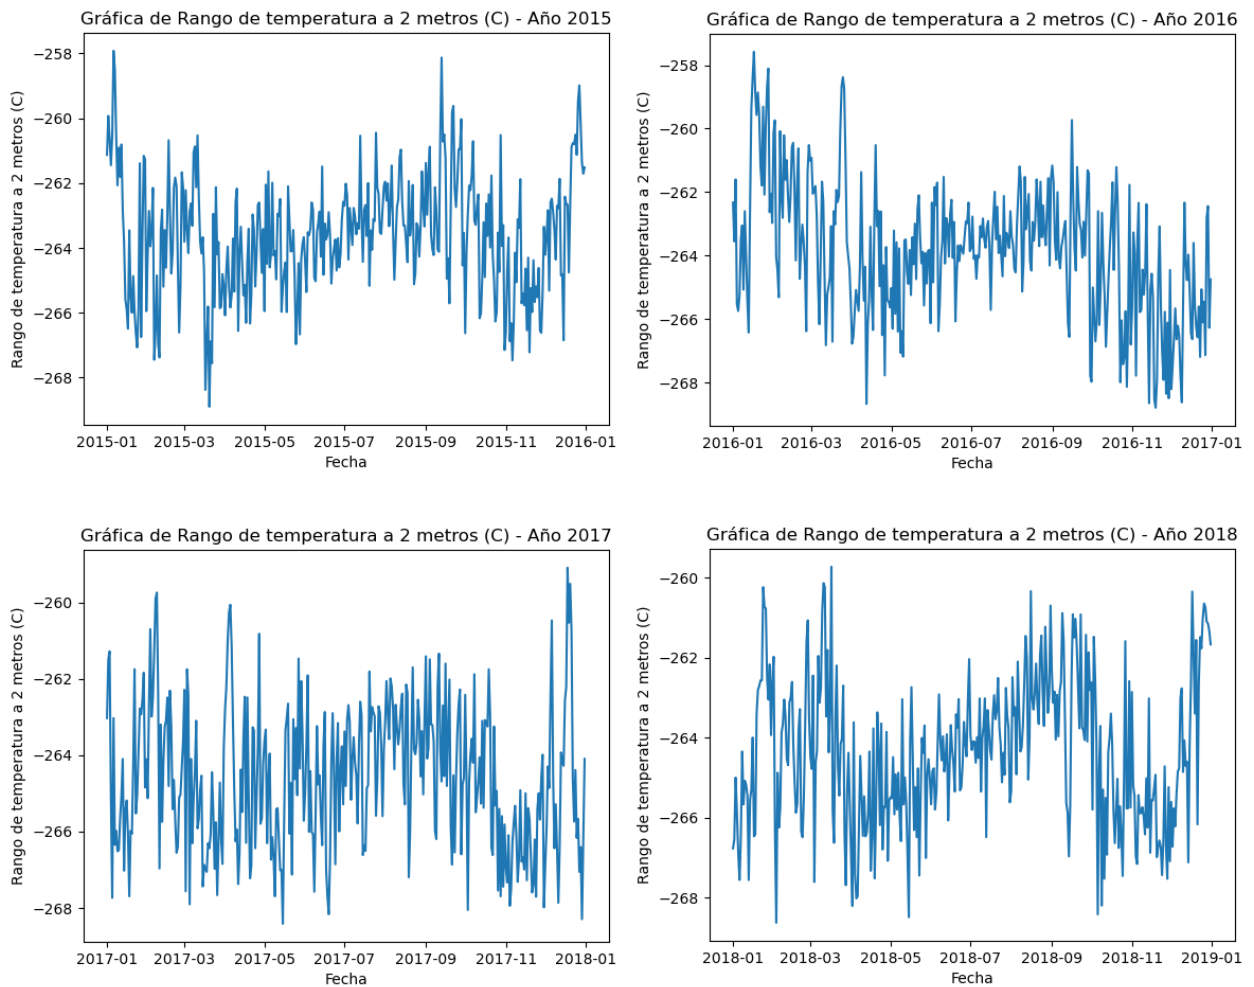 Gráfica de Rango de temperatura a 2 metros (C) - Año 2015
Rango de temperatura a 2 metros (C)
−258
−260
−262
−264
−266
−268
2015-01 2015-03 2015-05 2015-07 2015-09 2015-11 2016-01
Fecha
Gráfica de Rango de temperatura a 2 metros (C) - Año 2016
Rango de temperatura a 2 metros (C)
−258
−260
−262
−264
−266
−268
2016-01 2016-03 2016-05 2016-07 2016-09 2016-11 2017-01
Fecha
Gráfica de Rango de temperatura a 2 metros (C) - Año 2017
Rango de temperatura a 2 metros (C)
−260
−262
−264
−266
−268
2017-01 2017-03 2017-05 2017-07 2017-09 2017-11 2018-01
Fecha
Gráfica de Rango de temperatura a 2 metros (C) - Año 2018
Rango de temperatura a 2 metros (C)
−260
−262
−264
−266
−268
2018-01 2018-03 2018-05 2018-07 2018-09 2018-11 2019-01
Fecha